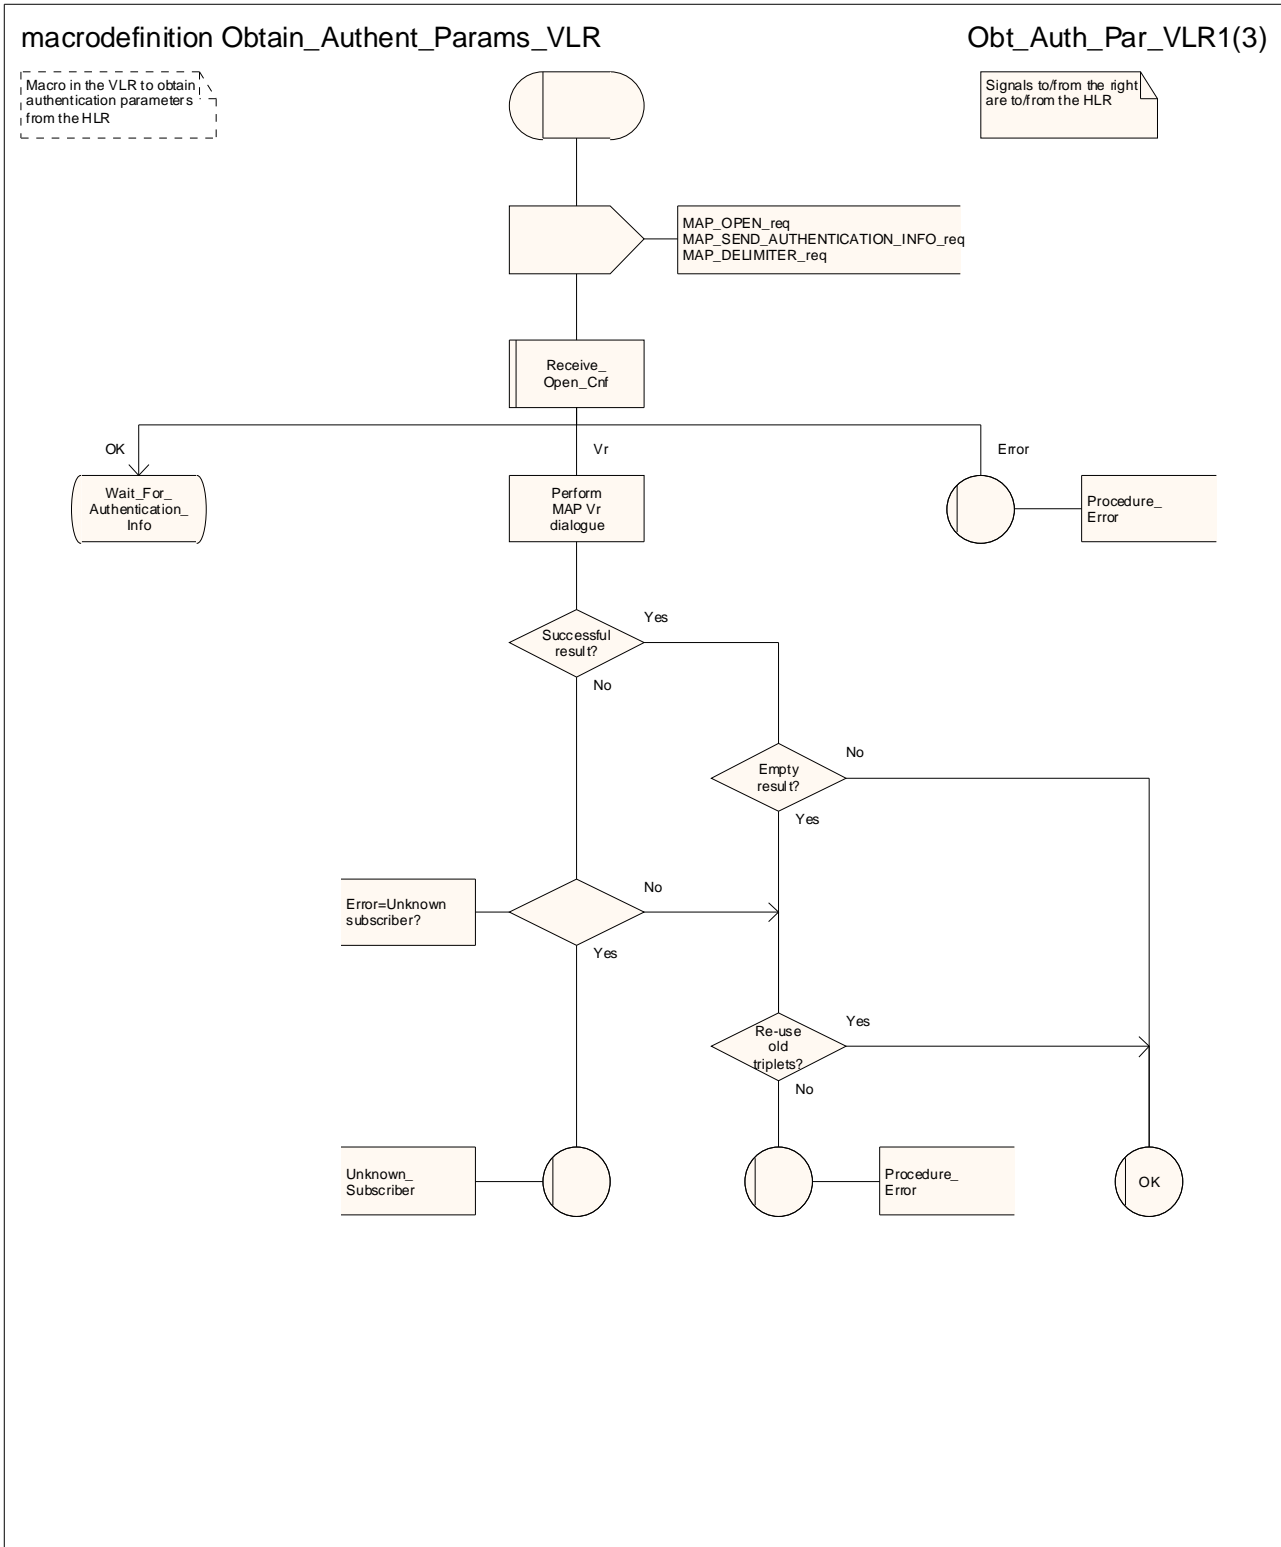 macrodefinition Obtain_Authent_Params_VLR
Obt_Auth_Par_VLR1(3)
Macro in the VLR to obtain
authentication parameters
from the HLR
Signals to/from the right
are to/from the HLR
MAP_OPEN_req
MAP_SEND_AUTHENTICATION_INFO_req
MAP_DELIMITER_req
Receive_
Open_Cnf
OK
Vr
Error
Wait_For_
Authentication_
Info
Perform
MAP Vr
dialogue
Procedure_
Error
Successful
result?
Yes
No
Empty
result?
No
Yes
Error=Unknown
subscriber?
No
Yes
Re-use
old
triplets?
Yes
No
Unknown_
Subscriber
Procedure_
Error
OK